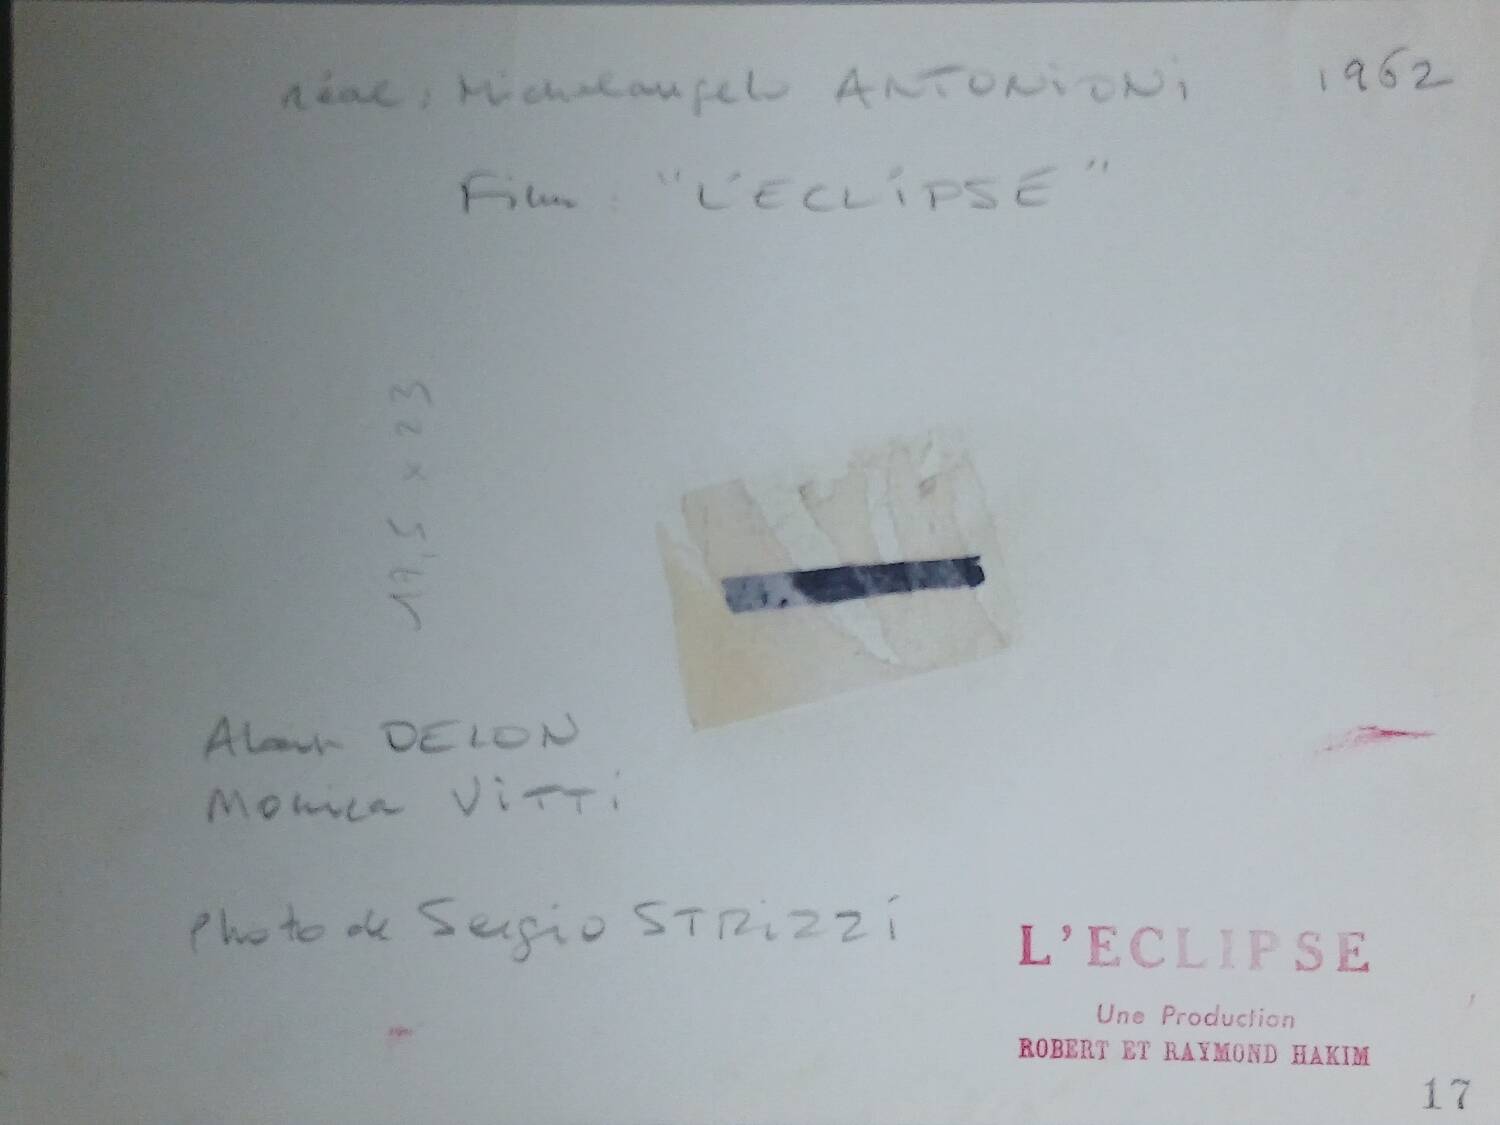 réal : Michelangelo ANTONiONi 1962
Film : "L'ECLiPSE"
17,5 x 23
Alain DELON
Monica ViTTi
Photo de Sergio STRiZZi
L'ECLIPSE
Une Production
ROBERT ET RAYMOND HAKIM
17